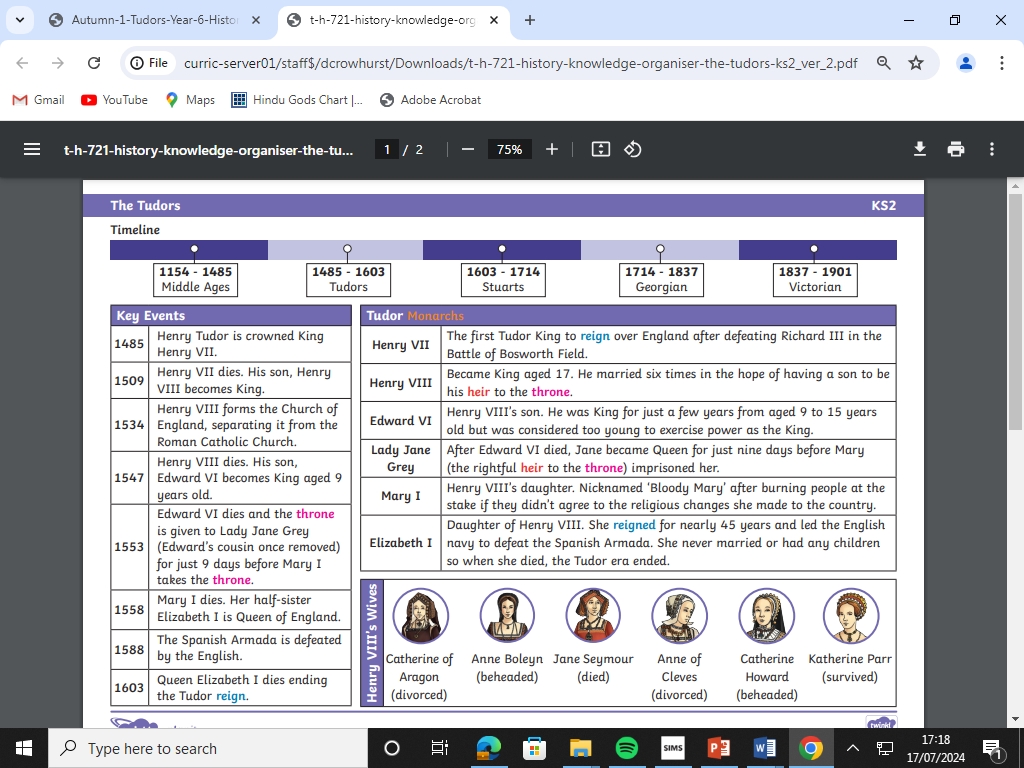 Autumn-1-Tudors-Year-6-Histo
t-h-721-history-knowledge-org
File
curric-server01/staff$/dcrowhurst/Downloads/t-h-721-history-knowledge-organiser-the-tudors-ks2_ver_2.pdf
Gmail
YouTube
Maps
Hindu Gods Chart |...
Adobe Acrobat
t-h-721-history-knowledge-organiser-the-tu...
1 / 2
75%
The Tudors
KS2
Timeline
1154 - 1485
Middle Ages
1485 - 1603
Tudors
1603 - 1714
Stuarts
1714 - 1837
Georgian
1837 - 1901
Victorian
Key Events
1485
Henry Tudor is crowned King
Henry VII.
1509
Henry VII dies. His son, Henry
VIII becomes King.
1534
Henry VIII forms the Church of
England, separating it from the
Roman Catholic Church.
1547
Henry VIII dies. His son,
Edward VI becomes King aged 9
years old.
1553
Edward VI dies and the throne
is given to Lady Jane Grey
(Edward's cousin once removed)
for just 9 days before Mary I
takes the throne.
1558
Mary I dies. Her half-sister
Elizabeth I is Queen of England.
1588
The Spanish Armada is defeated
by the English.
1603
Queen Elizabeth I dies ending
the Tudor reign.
Tudor Monarchs
Henry VII
The first Tudor King to reign over England after defeating Richard III in the
Battle of Bosworth Field.
Henry VIII
Became King aged 17. He married six times in the hope of having a son to be
his heir to the throne.
Edward VI
Henry VIII's son. He was King for just a few years from aged 9 to 15 years
old but was considered too young to exercise power as the King.
Lady Jane
Grey
After Edward VI died, Jane became Queen for just nine days before Mary
(the rightful heir to the throne) imprisoned her.
Mary I
Henry VIII's daughter. Nicknamed 'Bloody Mary' after burning people at the
stake if they didn't agree to the religious changes she made to the country.
Elizabeth I
Daughter of Henry VIII. She reigned for nearly 45 years and led the English
navy to defeat the Spanish Armada. She never married or had any children
so when she died, the Tudor era ended.
Henry VIII's Wives
Catherine of
Aragon
(divorced)
Anne Boleyn
(beheaded)
Jane Seymour
(died)
Anne of
Cleves
(divorced)
Catherine
Howard
(beheaded)
Katherine Parr
(survived)
twinkl
Type here to search
SIMS
17:18
17/07/2024
1